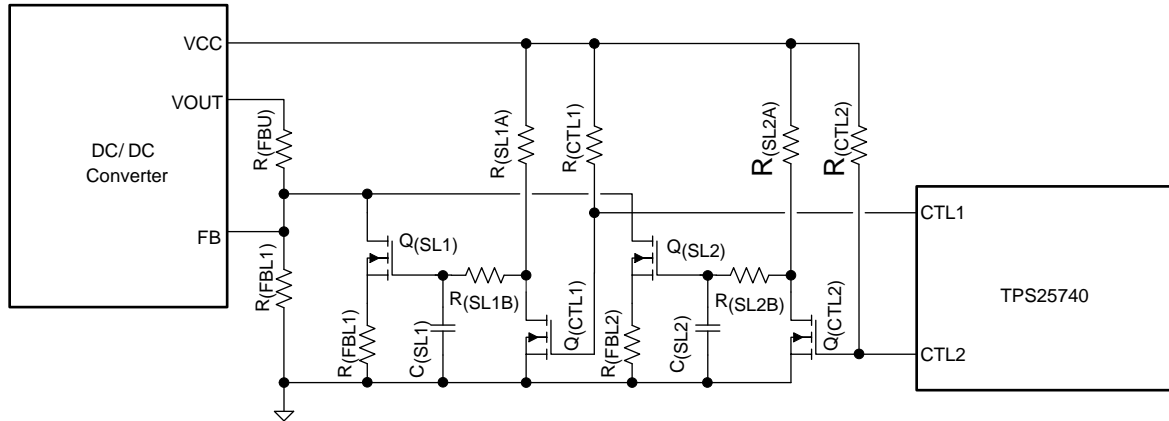 VCC
VOUT
DC/ DC
Converter
FB
R(FBU)
R(FBL1)
Q(SL1)
R(FBL1)
C(SL1)
R(SL1B)
R(SL1A)
R(CTL1)
Q(CTL1)
Q(SL2)
R(FBL2)
C(SL2)
R(SL2B)
R(SL2A)
R(CTL2)
Q(CTL2)
CTL1
TPS25740
CTL2